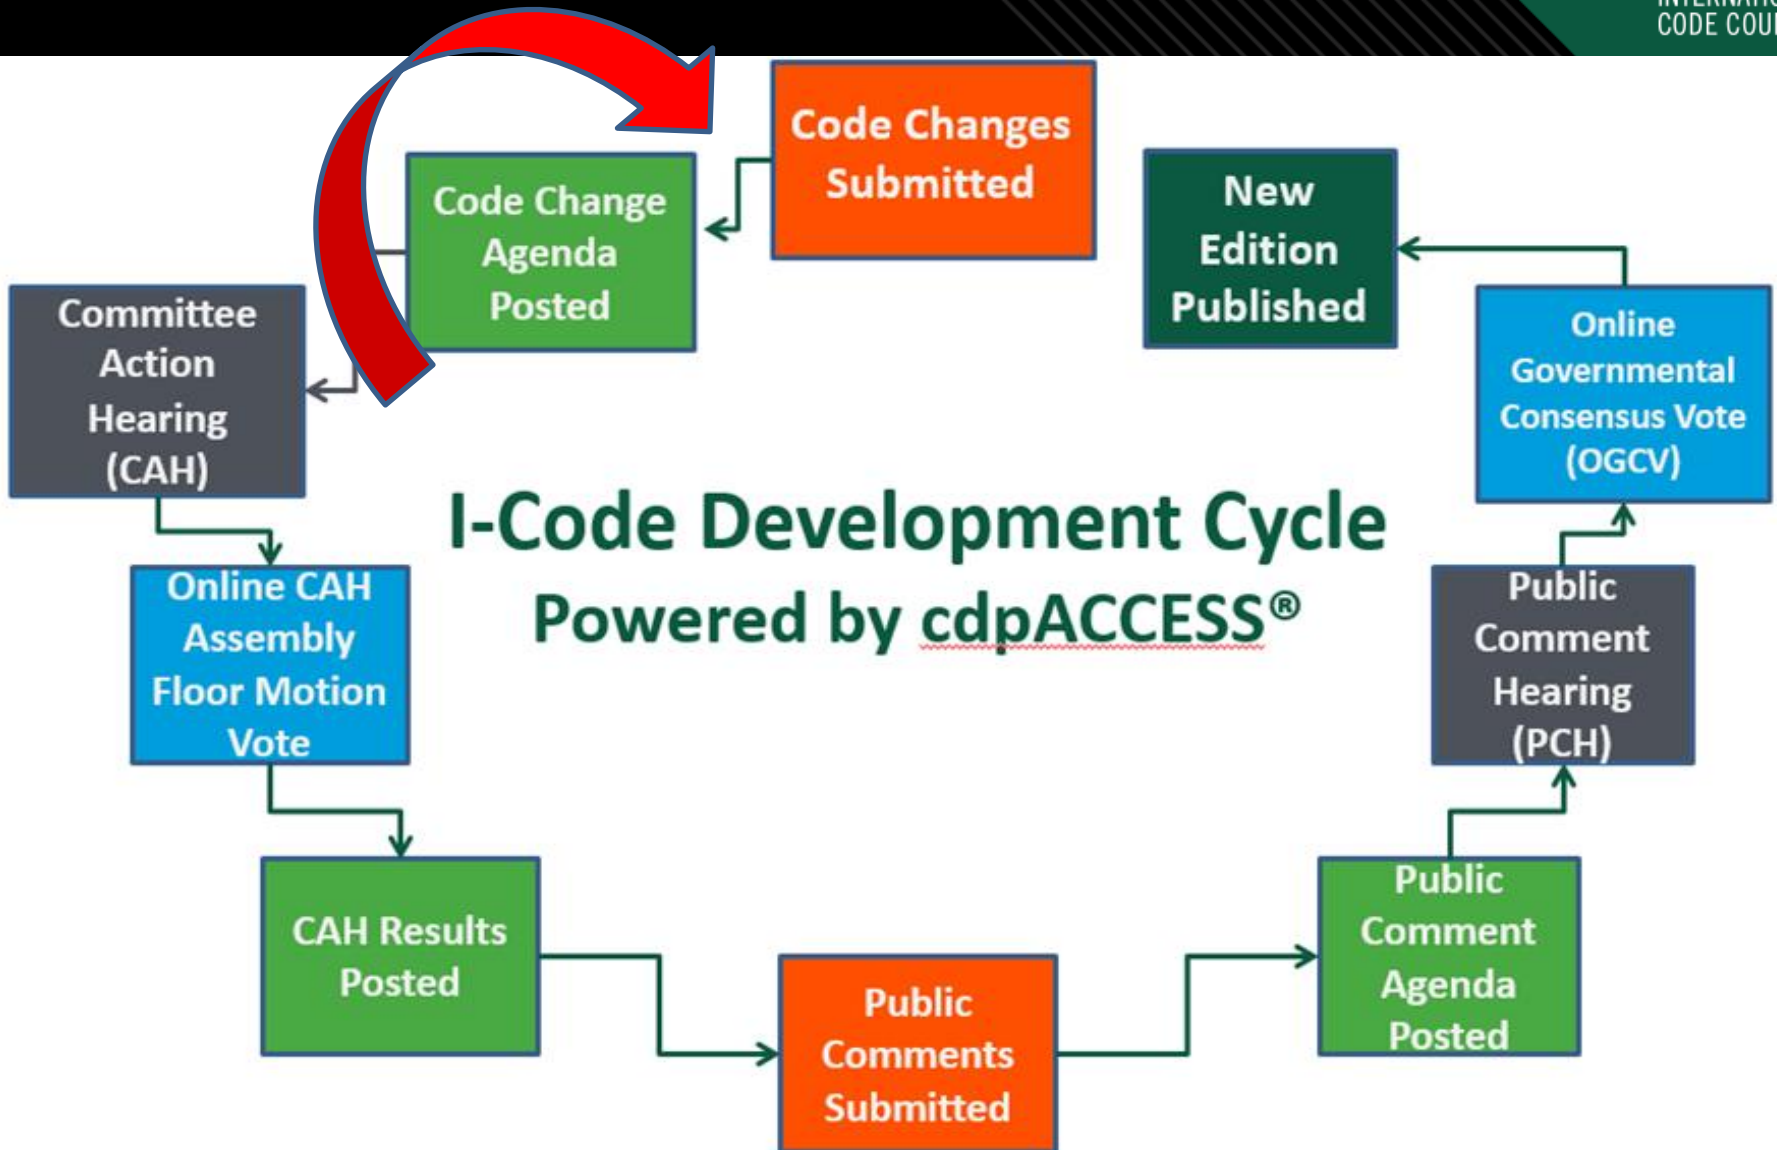 CODE COU
Code Changes
Submitted
Code Change
Agenda
Posted
Committee
Action
Hearing
(CAH)
Online CAH
Assembly
Floor Motion
Vote
CAH Results
Posted
Public
Comments
Submitted
Public
Comment
Agenda
Posted
Public
Comment
Hearing
(PCH)
Online
Governmental
Consensus Vote
(OGCV)
New
Edition
Published
I-Code Development Cycle
Powered by cdpACCESS®